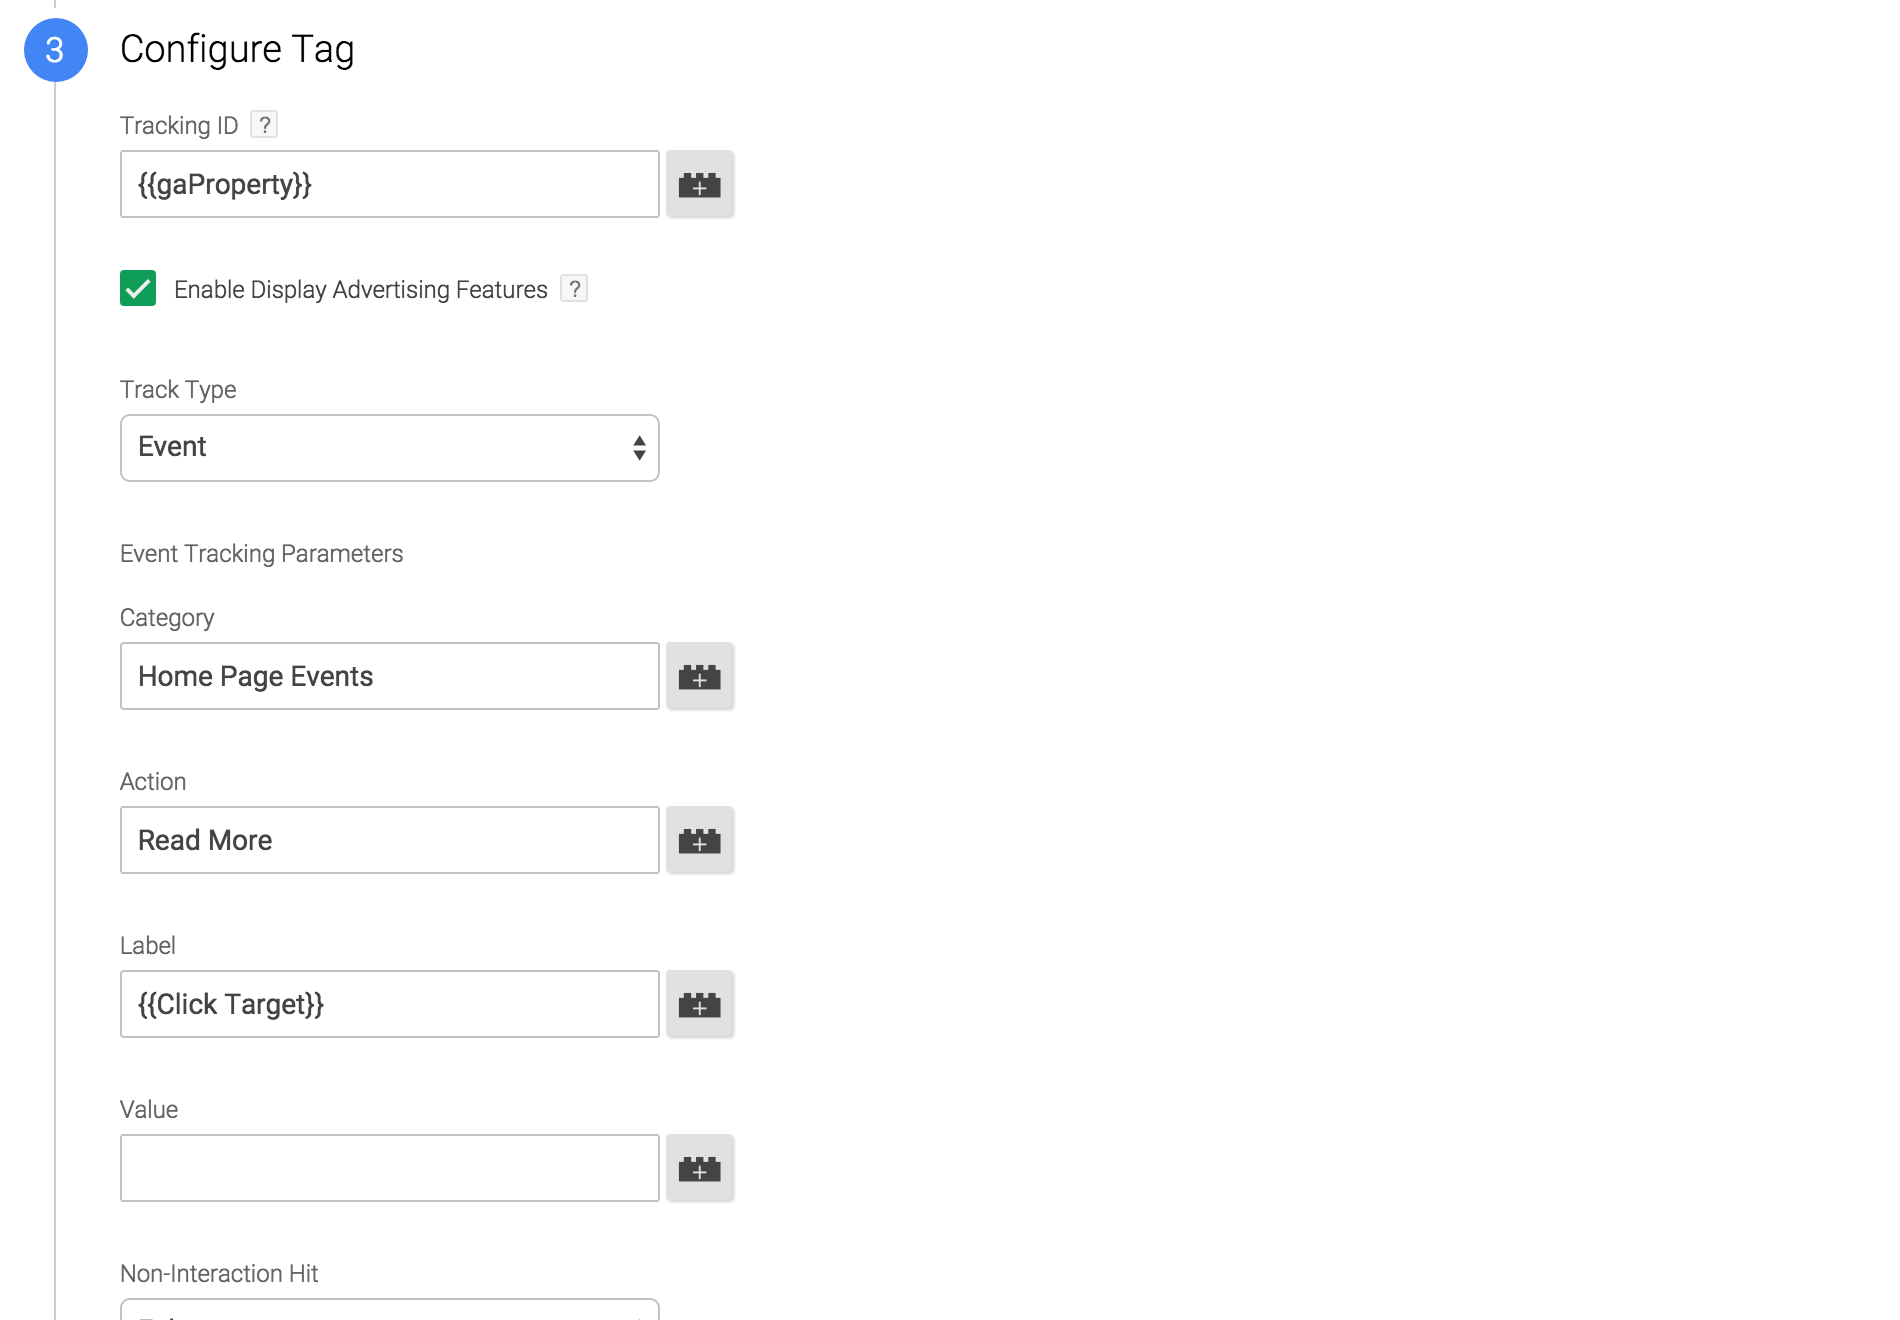 3
Configure Tag
Tracking ID ?
{{gaProperty}}
Enable Display Advertising Features ?
Track Type
Event
Event Tracking Parameters
Category
Home Page Events
Action
Read More
Label
{{Click Target}}
Value
Non-Interaction Hit